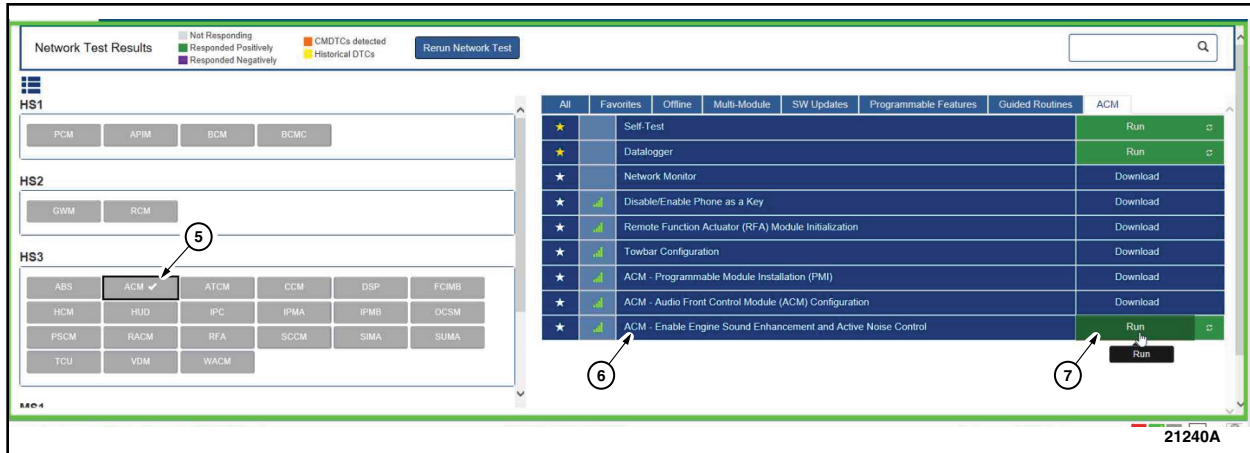 Network Test Results
Not Responding
Responded Positively
Responded Negatively
CMDTCs detected
Historical DTCs
Rerun Network Test
HS1
PCM APIM BCM BCMC
HS2
GWM RCM
5
HS3
ABS ACM ATCM CCM DSP FCIMB
HCM HUD IPC IPMA IPMB OCSM
PSCM RACM RFA SCCM SIMA SUMA
TCU VDM WACM
MS1
All Favorites Offline Multi-Module SW Updates Programmable Features Guided Routines ACM
Self-Test Run
Datalogger Run
Network Monitor Download
Disable/Enable Phone as a Key Download
Remote Function Actuator (RFA) Module Initialization Download
Towbar Configuration Download
ACM - Programmable Module Installation (PMI) Download
ACM - Audio Front Control Module (ACM) Configuration Download
ACM - Enable Engine Sound Enhancement and Active Noise Control Run
Run
6
7
21240A